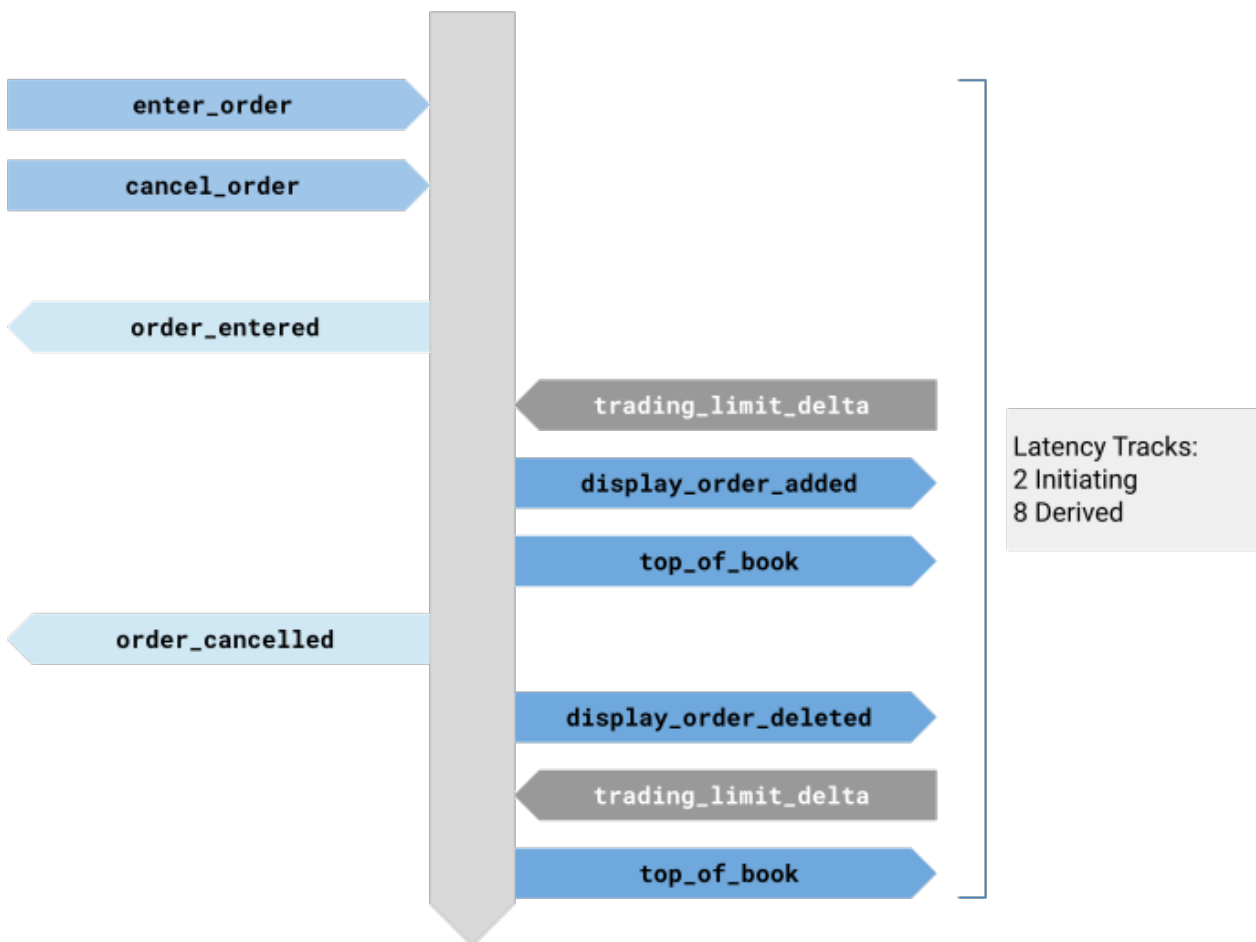 enter_order
cancel_order
order_entered
trading_limit_delta
display_order_added
top_of_book
order_cancelled
display_order_deleted
trading_limit_delta
top_of_book
Latency Tracks:
2 Initiating
8 Derived